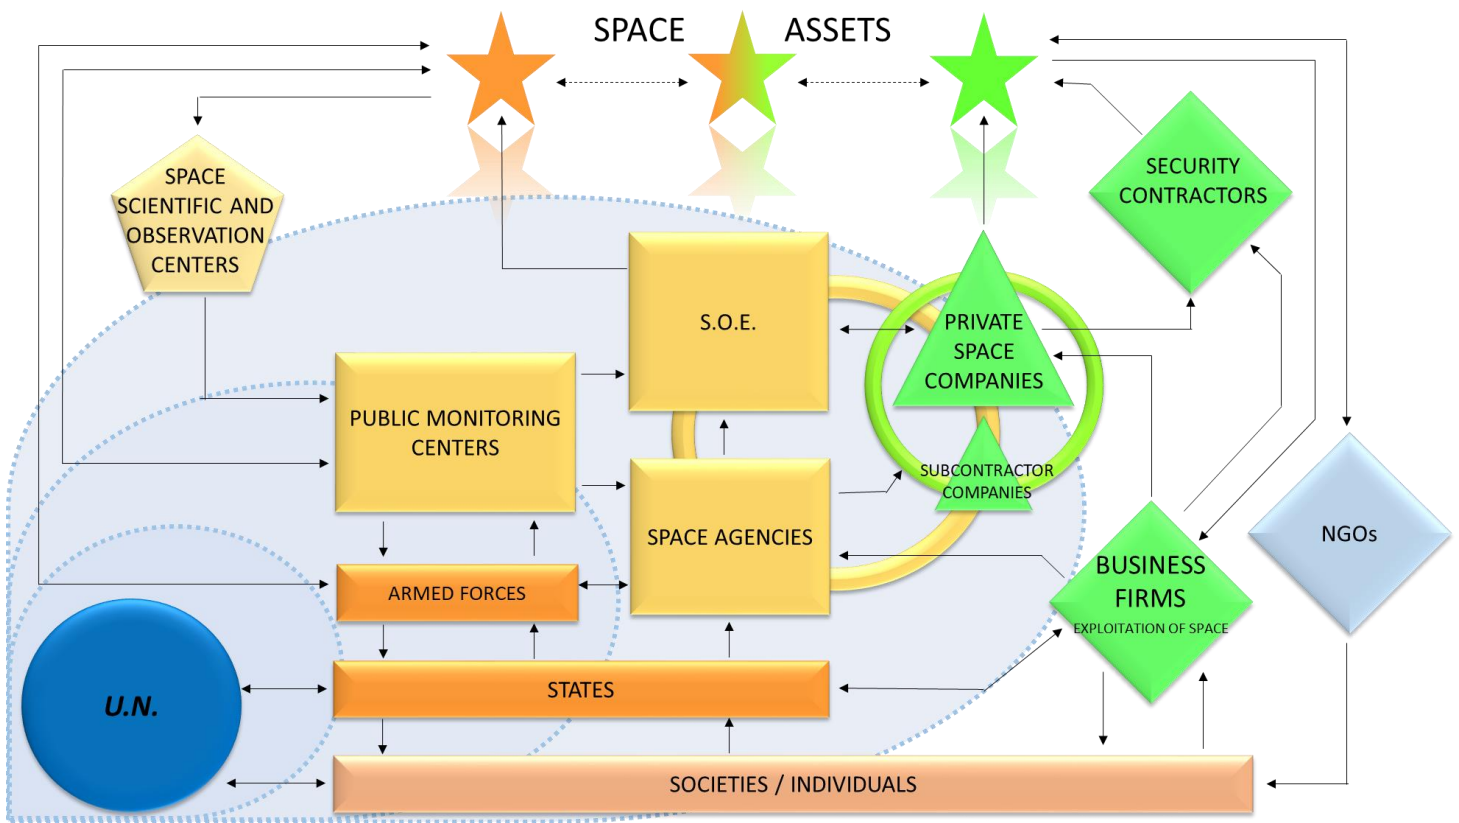 SPACE ASSETS
SPACE
SCIENTIFIC AND
OBSERVATION
CENTERS
SECURITY
CONTRACTORS
S.O.E.
PRIVATE
SPACE
COMPANIES
PUBLIC MONITORING
CENTERS
SUBCONTRACTOR
COMPANIES
SPACE AGENCIES
NGOs
ARMED FORCES
BUSINESS
FIRMS
EXPLOITATION OF SPACE
U.N.
STATES
SOCIETIES / INDIVIDUALS